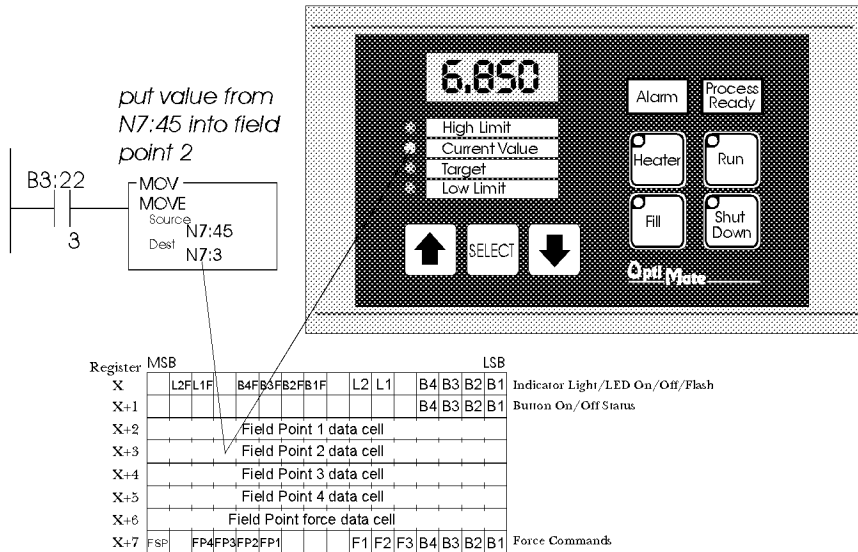 put value from
N7:45 into field
point 2
B3:22
3
MOV
MOVE
Source
N7:45
Dest
N7:3
6.850
High Limit
Current Value
Target
Low Limit
SELECT
Alarm
Process
Ready
Heater
Run
Fill
Shut
Down
Opti Mate
Register MSB LSB
X L2F L1F B4F B3F B2F B1F L2 L1 B4 B3 B2 B1 Indicator Light/LED On/Off/Flash
X+1 B4 B3 B2 B1 Button On/Off Status
X+2 Field Point 1 data cell
X+3 Field Point 2 data cell
X+4 Field Point 3 data cell
X+5 Field Point 4 data cell
X+6 Field Point force data cell
X+7 FSP FP4 FP3 FP2 FP1 F1 F2 F3 B4 B3 B2 B1 Force Commands